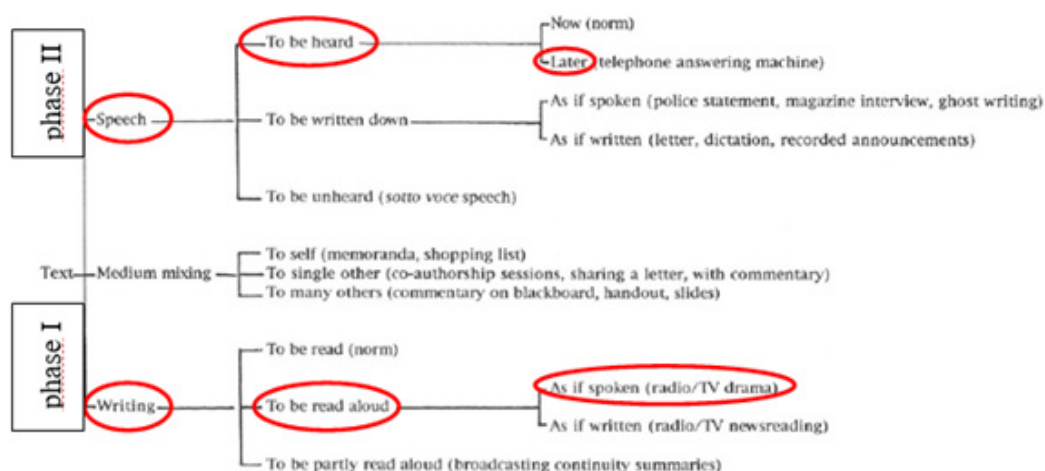 phase II
Speech
To be heard
Now (norm)
Later (telephone answering machine)
To be written down
As if spoken (police statement, magazine interview, ghost writing)
As if written (letter, dictation, recorded announcements)
To be unheard (sotto voce speech)
Text
Medium mixing
To self (memoranda, shopping list)
To single other (co-authorship sessions, sharing a letter, with commentary)
To many others (commentary on blackboard, handout, slides)
phase I
Writing
To be read (norm)
To be read aloud
As if spoken (radio/TV drama)
As if written (radio/TV newsreading)
To be partly read aloud (broadcasting continuity summaries)